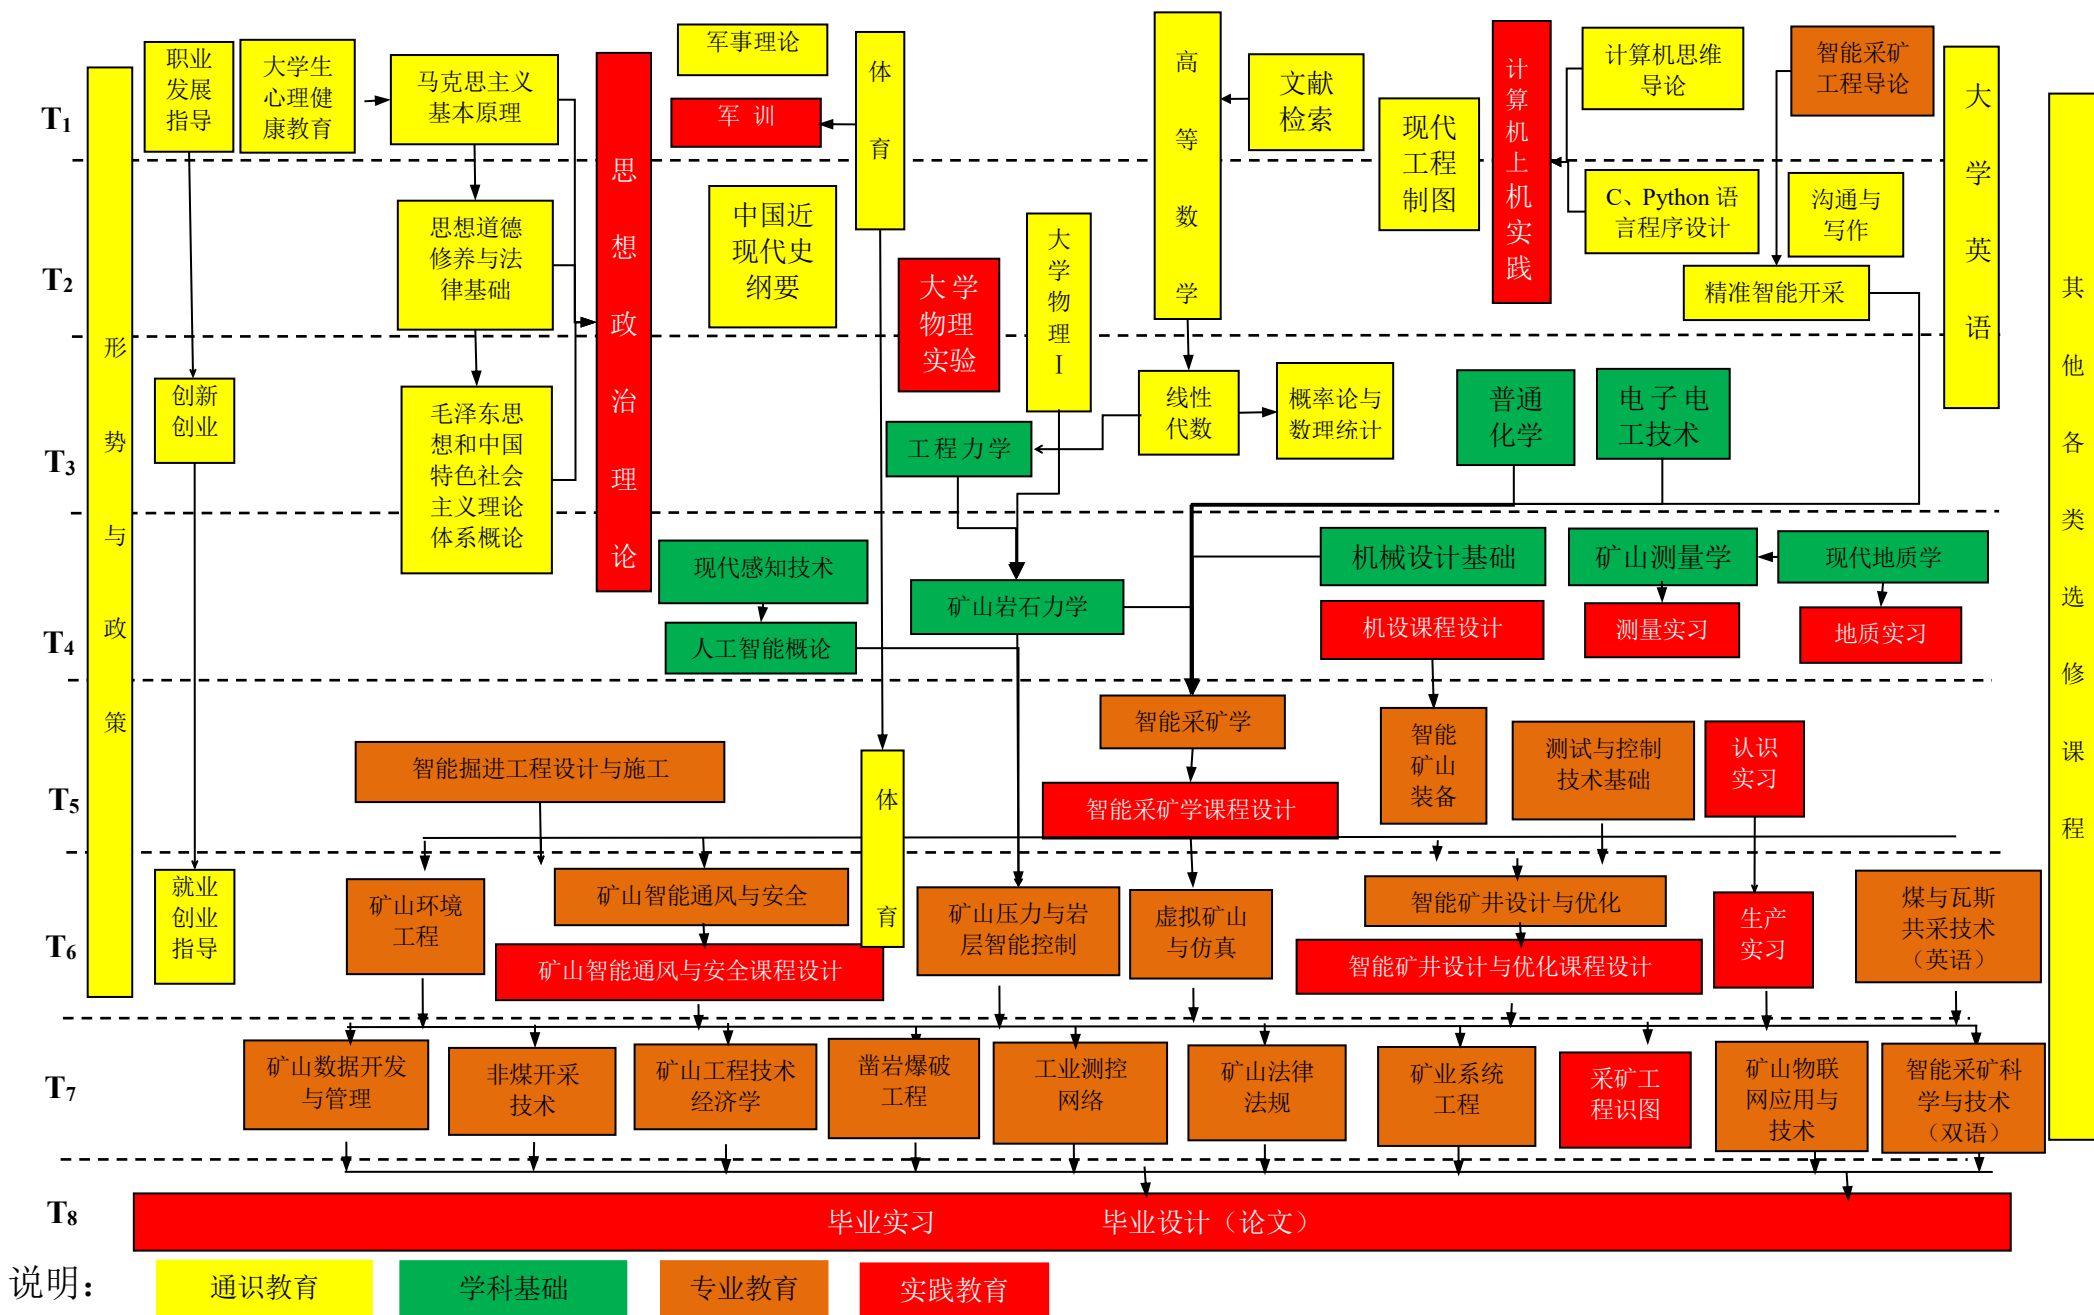 T1
T2
T3
T4
T5
T6
T7
T8
形势与政策
职业
发展
指导
大学生
心理健
康教育
马克思主义
基本原理
思想政治理论
军事理论
军 训
体育
高等数学
文献
检索
现代
工程
制图
计算机上机实践
计算机思维
导论
智能采矿
工程导论
大学英语
其他各类选修课程
思想道德
修养与法
律基础
中国近
现代史
纲要
大 学
物理
实验
大学物理Ⅰ
C、Python 语
言程序设计
沟通与
写作
精准智能开采
创新
创业
毛泽东思
想和中国
特色社会
主义理论
体系概论
工程力学
线性
代数
概率论与
数理统计
普通
化学
电 子 电
工技术
现代感知技术
人工智能概论
矿山岩石力学
机械设计基础
矿山测量学
现代地质学
机设课程设计
测量实习
地质实习
智能掘进工程设计与施工
体育
智能采矿学
智能采矿学课程设计
智能
矿山
装备
测试与控制
技术基础
认识
实习
就业
创业
指导
矿山环境
工程
矿山智能通风与安全
矿山智能通风与安全课程设计
矿山压力与岩
层智能控制
虚拟矿山
与仿真
智能矿井设计与优化
智能矿井设计与优化课程设计
生产
实习
煤与瓦斯
共采技术
（英语）
矿山数据开发
与管理
非煤开采
技术
矿山工程技术
经济学
凿岩爆破
工程
工业测控
网络
矿山法律
法规
矿业系统
工程
采矿工
程识图
矿山物联
网应用与
技术
智能采矿科
学与技术
（双语）
毕业实习 毕业设计（论文）
说明：
通识教育
学科基础
专业教育
实践教育